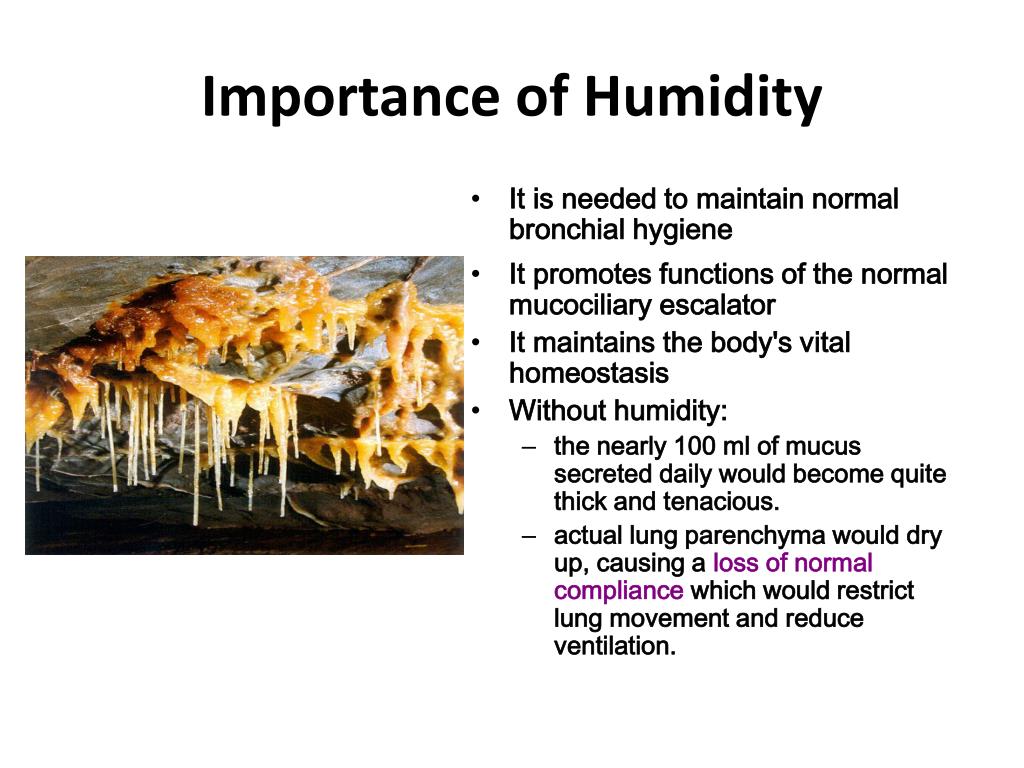 Importance of Humidity
• It is needed to maintain normal
bronchial hygiene
• It promotes functions of the normal
mucociliary escalator
• It maintains the body's vital
homeostasis
• Without humidity:
– the nearly 100 ml of mucus
secreted daily would become quite
thick and tenacious.
– actual lung parenchyma would dry
up, causing a loss of normal
compliance which would restrict
lung movement and reduce
ventilation.